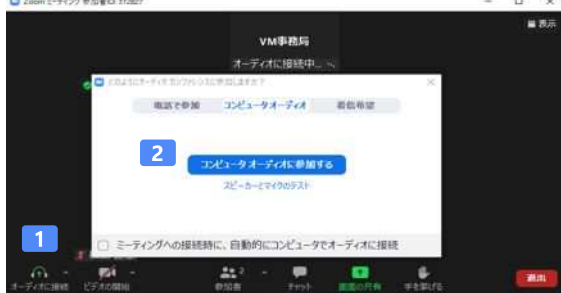 Zoom ミーティング 参加者ID: 372827
表示
VM事務局
オーディオに接続中...
どのようにオーディオ カンファレンスに参加しますか?
電話で参加
コンピュータオーディオ
着信希望
2
コンピュータ オーディオに参加する
スピーカーとマイクのテスト
1
ミーティングへの接続時に、自動的にコンピュータでオーディオに接続
オーディオに接続
ビデオの開始
2
参加者
チャット
画面の共有
手を挙げる
退出